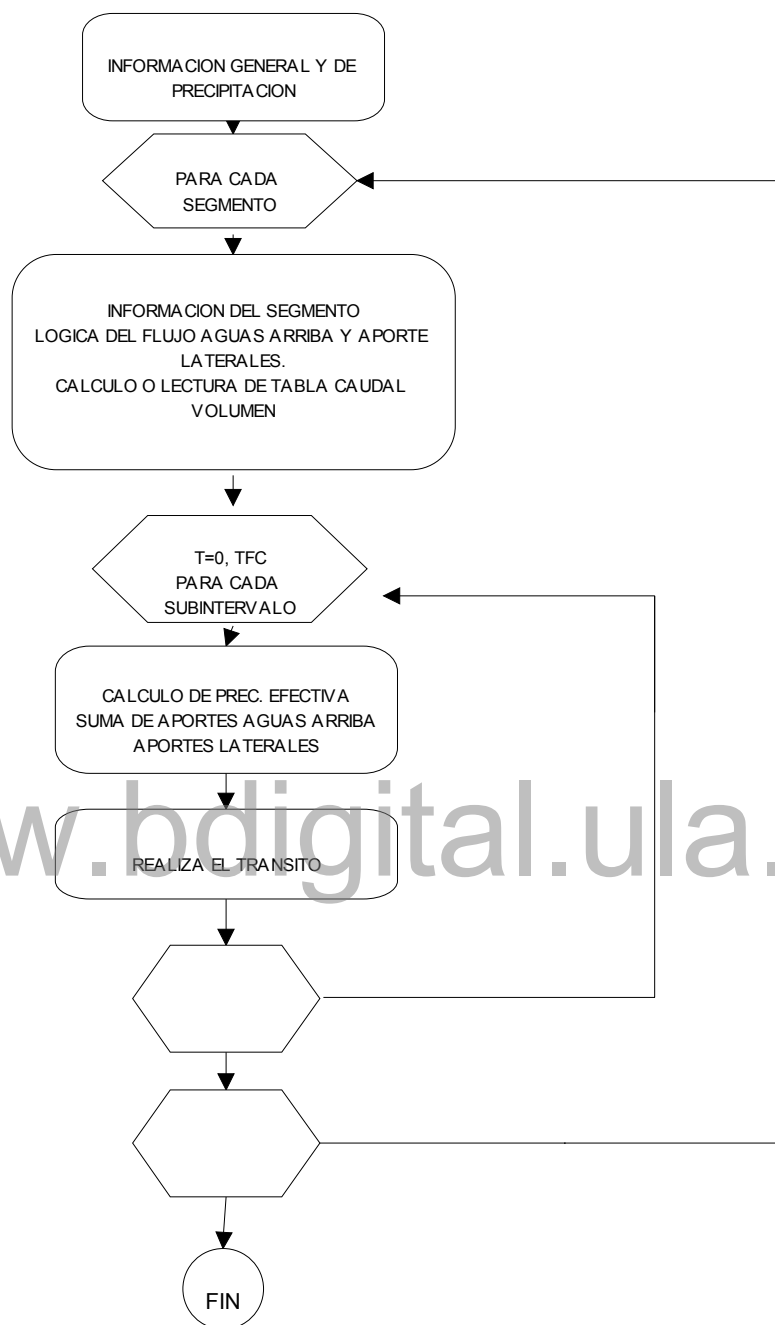 INFORMACION GENERAL Y DE
PRECIPITACION
PARA CADA
SEGMENTO
INFORMACION DEL SEGMENTO
LOGICA DEL FLUJO AGUAS ARRIBA Y APORTE
LATERALES.
CALCULO O LECTURA DE TABLA CAUDAL
VOLUMEN
T=0, TFC
PARA CADA
SUBINTERVALO
CALCULO DE PREC. EFECTIVA
SUMA DE APORTES AGUAS ARRIBA
APORTES LATERALES
w.bdigital.ula.
REALIZA EL TRANSITO
FIN